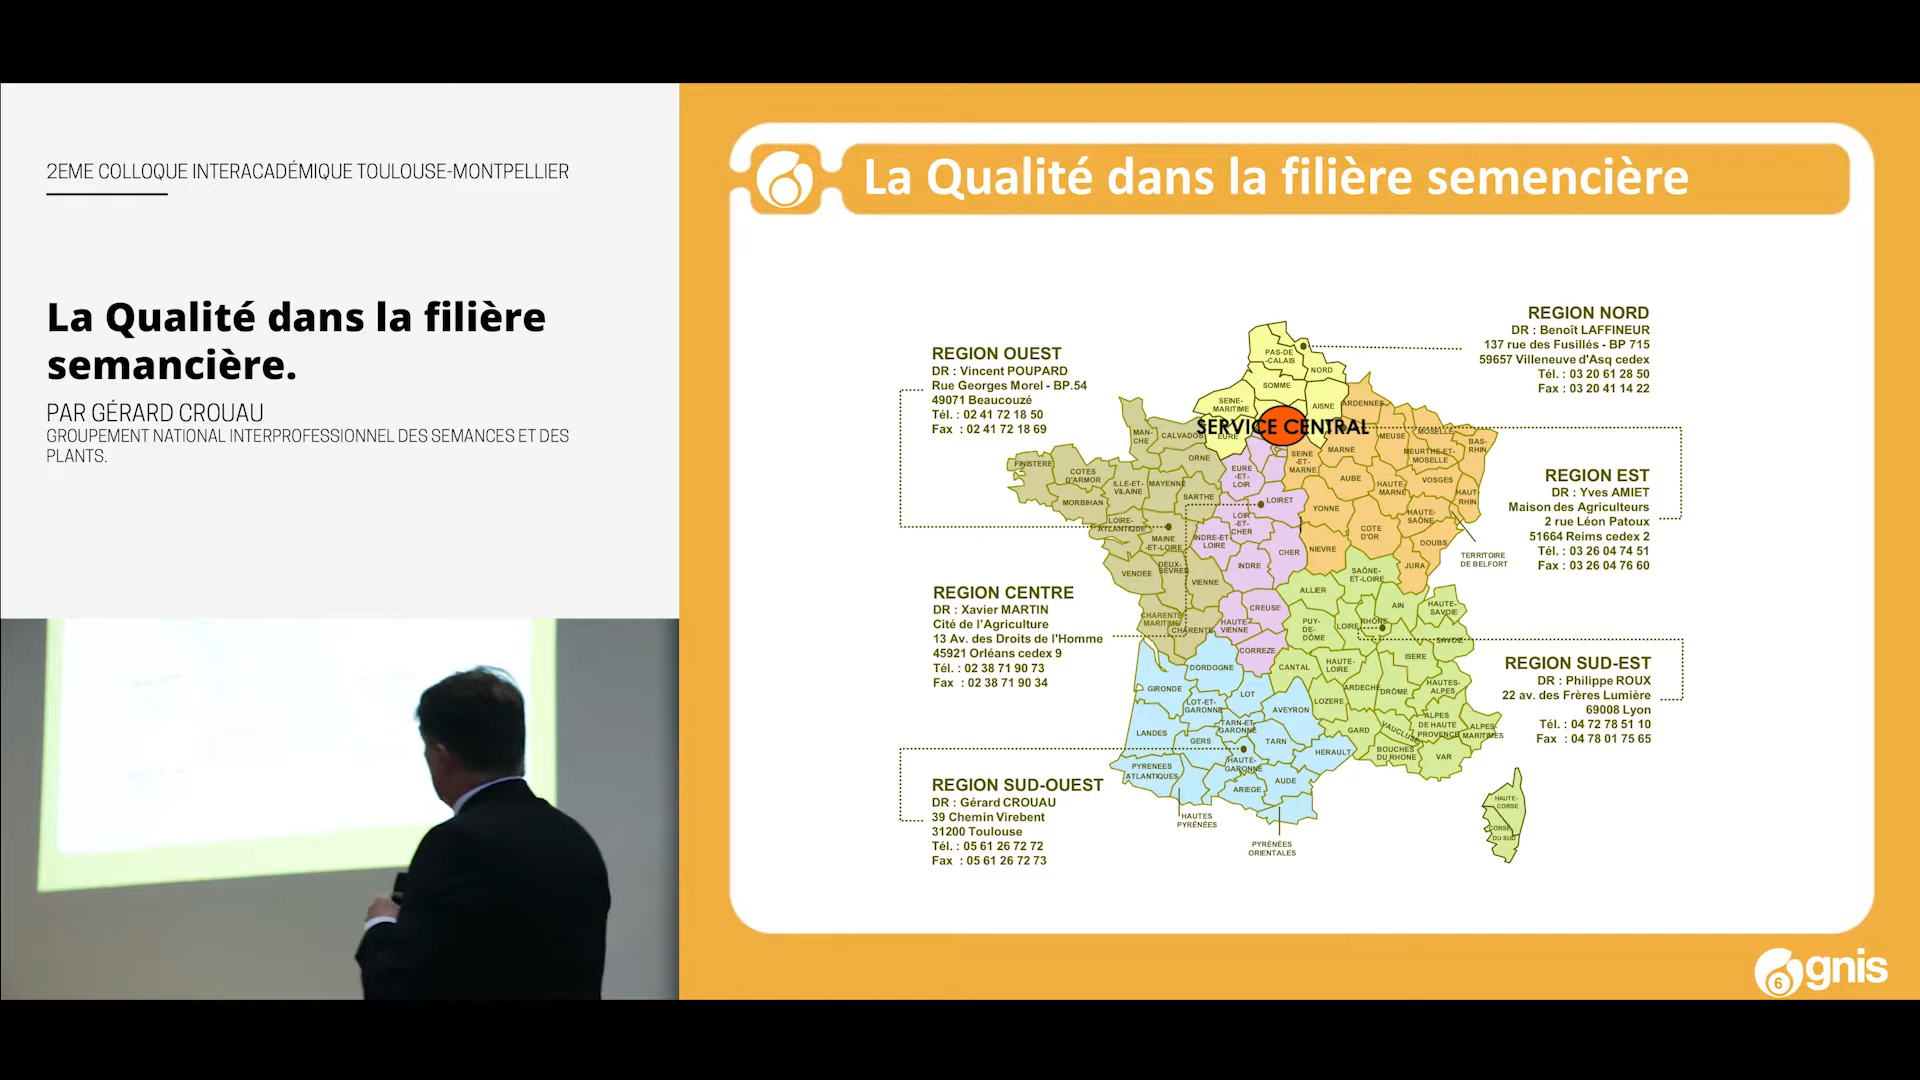 2EME COLLOQUE INTERACADÉMIQUE TOULOUSE-MONTPELLIER
La Qualité dans la filière
semancière.
PAR GÉRARD CROUAU
GROUPEMENT NATIONAL INTERPROFESSIONNEL DES SEMANCES ET DES
PLANTS.
La Qualité dans la filière semencière
REGION NORD
DR : Benoît LAFFINEUR
137 rue des Fusillés - BP 715
59657 Villeneuve d'Asq cedex
Tél. : 03 20 61 28 50
Fax : 03 20 41 14 22
REGION OUEST
DR : Vincent POUPARD
Rue Georges Morel - BP.54
49071 Beaucouzé
Tél. : 02 41 72 18 50
Fax : 02 41 72 18 69
REGION EST
DR : Yves AMIET
Maison des Agriculteurs
2 rue Léon Patoux
51664 Reims cedex 2
Tél. : 03 26 04 74 51
Fax : 03 26 04 76 60
REGION CENTRE
DR : Xavier MARTIN
Cité de l'Agriculture
13 Av. des Droits de l'Homme
45921 Orléans cedex 9
Tél. : 02 38 71 90 73
Fax : 02 38 71 90 34
REGION SUD-EST
DR : Philippe ROUX
22 av. des Frères Lumière
69008 Lyon
Tél. : 04 72 78 51 10
Fax : 04 78 01 75 65
REGION SUD-OUEST
DR : Gérard CROUAU
39 Chemin Virebent
31200 Toulouse
Tél. : 05 61 26 72 72
Fax : 05 61 26 72 73
SERVICE CENTRAL
PAS-DE
-CALAIS
NORD
SOMME
SEINE-
MARITIME
AISNE
ARDENNES
EURE
MAN-
CHE
CALVADOS
ORNE
MARNE
MEUSE
MOSELLE
MEURTHE-ET-
MOSELLE
BAS-
RHIN
SEINE
-ET-
MARNE
FINISTERE
COTES
D'ARMOR
ILLE-ET-
VILAINE
MAYENNE
EURE
-ET-
LOIR
AUBE
HAUTE-
MARNE
VOSGES
HAUT-
RHIN
MORBIHAN
SARTHE
LOIRET
YONNE
LOIRE-
ATLANTIQUE
LOIR
-ET-
CHER
HAUTE-
SAÔNE
COTE
D'OR
MAINE
-ET-LOIRE
INDRE-ET-
LOIRE
CHER
NIEVRE
DOUBS
TERRITOIRE
DE BELFORT
VENDEE
DEUX-
SEVRES
VIENNE
INDRE
SAÔNE-
ET-LOIRE
JURA
ALLIER
CHARENTE
MARITIME
CHARENTE
HAUTE-
VIENNE
CREUSE
PUY-
DE-
DÔME
LOIRE
RHÔNE
AIN
HAUTE-
SAVOIE
SAVOIE
CORREZE
ISERE
DORDOGNE
CANTAL
HAUTE-
LOIRE
GIRONDE
LOT
LOT-ET-
GARONNE
AVEYRON
LOZERE
ARDECHE
DRÔME
HAUTES-
ALPES
LANDES
TARN-ET-
GARONNE
GERS
TARN
GARD
VAUCLUSE
ALPES
DE HAUTE
PROVENCE
ALPES-
MARITIMES
HERAULT
BOUCHES
DU RHONE
VAR
PYRENEES
ATLANTIQUES
HAUTE-
GARONNE
ARIEGE
AUDE
HAUTES
PYRÉNÉES
PYRÉNÉES
ORIENTALES
HAUTE-
CORSE
CORSE
DU SUD
6 gnis